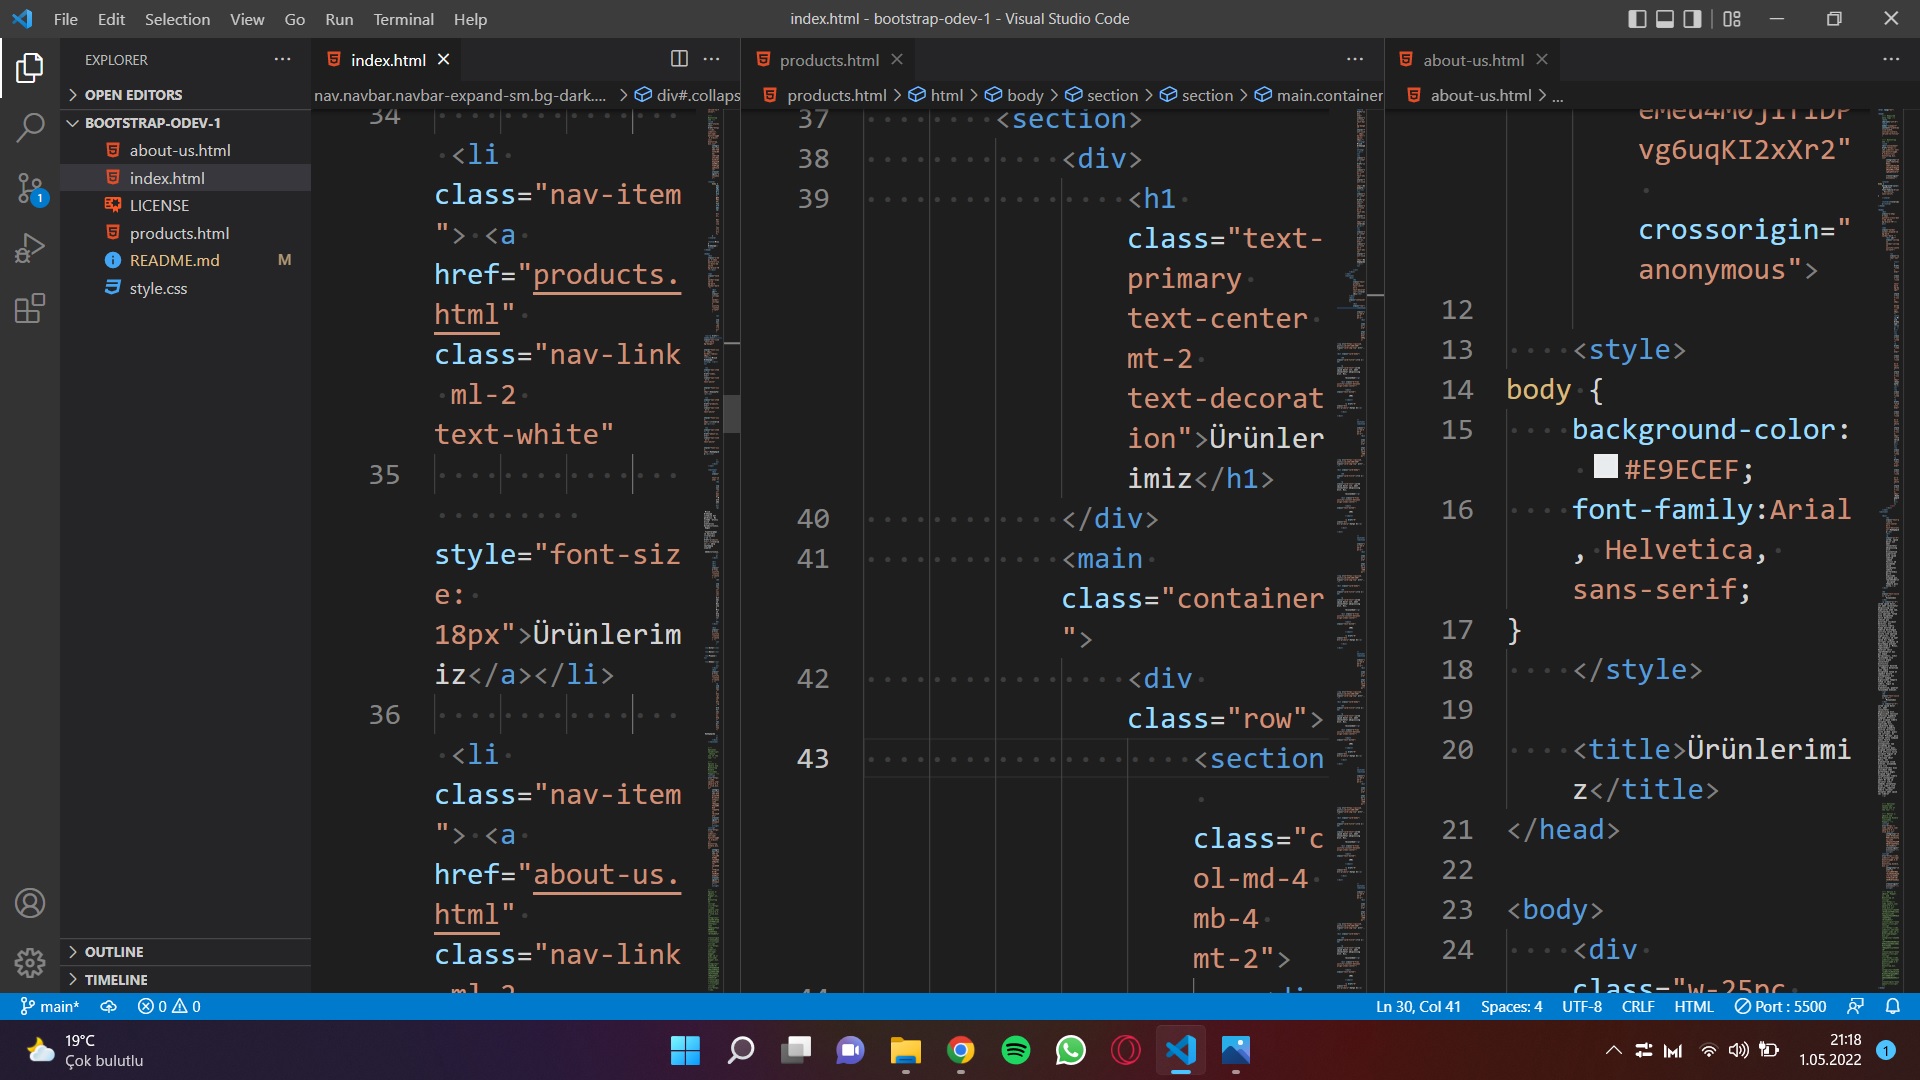 File Edit Selection View Go Run Terminal Help
index.html - bootstrap-odev-1 - Visual Studio Code
EXPLORER
OPEN EDITORS
BOOTSTRAP-ODEV-1
about-us.html
index.html
LICENSE
products.html
README.md M
style.css
OUTLINE
TIMELINE
1
index.html
nav.navbar.navbar-expand-sm.bg-dark.... > div#.collaps
34
<li
class="nav-item
"> <a
href="products.
html"
class="nav-link
ml-2
text-white"
35
style="font-siz
e:
18px">Ürünlerim
iz</a></li>
36
<li
class="nav-item
"> <a
href="about-us.
html"
class="nav-link
ml-2
products.html
products.html > html > body > section > section > main.container
37 <section>
38 <div>
39 <h1
class="text-
primary
text-center
mt-2
text-decorat
ion">Ürünler
imiz</h1>
40 </div>
41 <main
class="container
">
42 <div
class="row">
43 <section
class="c
ol-md-4
mb-4
mt-2">
44
about-us.html
about-us.html > ...
vg6uqKI2xXr2"
crossorigin="
anonymous">
12
13 <style>
14 body {
15 background-color:
#E9ECEF;
16 font-family:Arial
, Helvetica,
sans-serif;
17 }
18 </style>
19
20 <title>Ürünlerimi
z</title>
21 </head>
22
23 <body>
24 <div
class="w-25pc
main* 0 0
Ln 30, Col 41 Spaces: 4 UTF-8 CRLF HTML Port : 5500
19°C
Çok bulutlu
21:18
1.05.2022
1